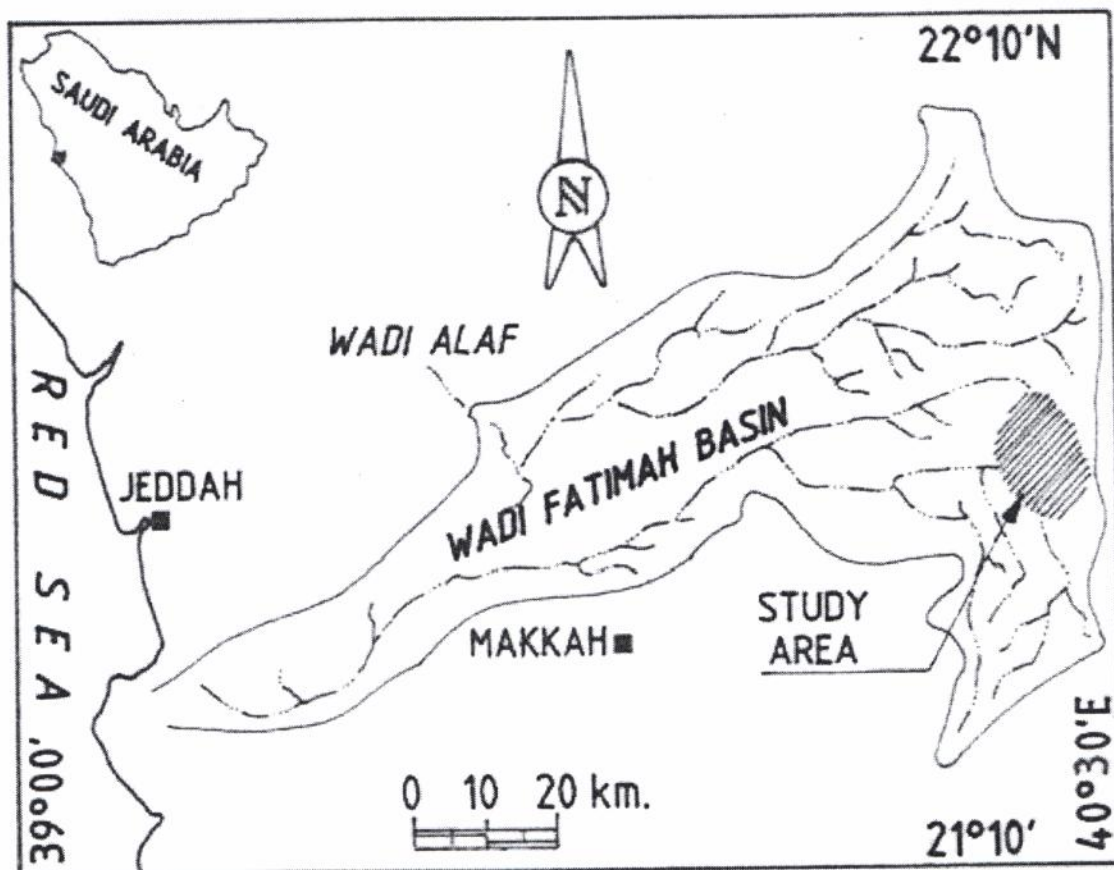 22°10'N
SAUDI ARABIA
N
WADI ALAF
RED SEA
JEDDAH
WADI FATIMAH BASIN
STUDY
AREA
MAKKAH
0 10 20 km.
39°00'
21°10'
40°30'E